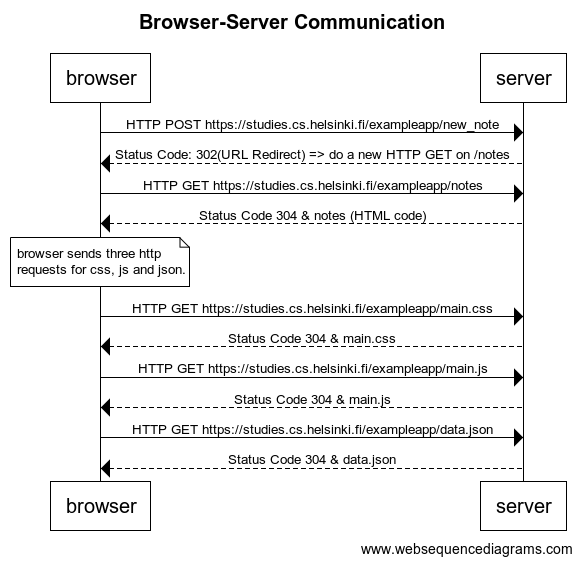 Browser-Server Communication
browser
server
HTTP POST https://studies.cs.helsinki.fi/exampleapp/new_note
Status Code: 302(URL Redirect) => do a new HTTP GET on /notes
HTTP GET https://studies.cs.helsinki.fi/exampleapp/notes
Status Code 304 & notes (HTML code)
browser sends three http
requests for css, js and json.
HTTP GET https://studies.cs.helsinki.fi/exampleapp/main.css
Status Code 304 & main.css
HTTP GET https://studies.cs.helsinki.fi/exampleapp/main.js
Status Code 304 & main.js
HTTP GET https://studies.cs.helsinki.fi/exampleapp/data.json
Status Code 304 & data.json
browser
server
www.websequencediagrams.com